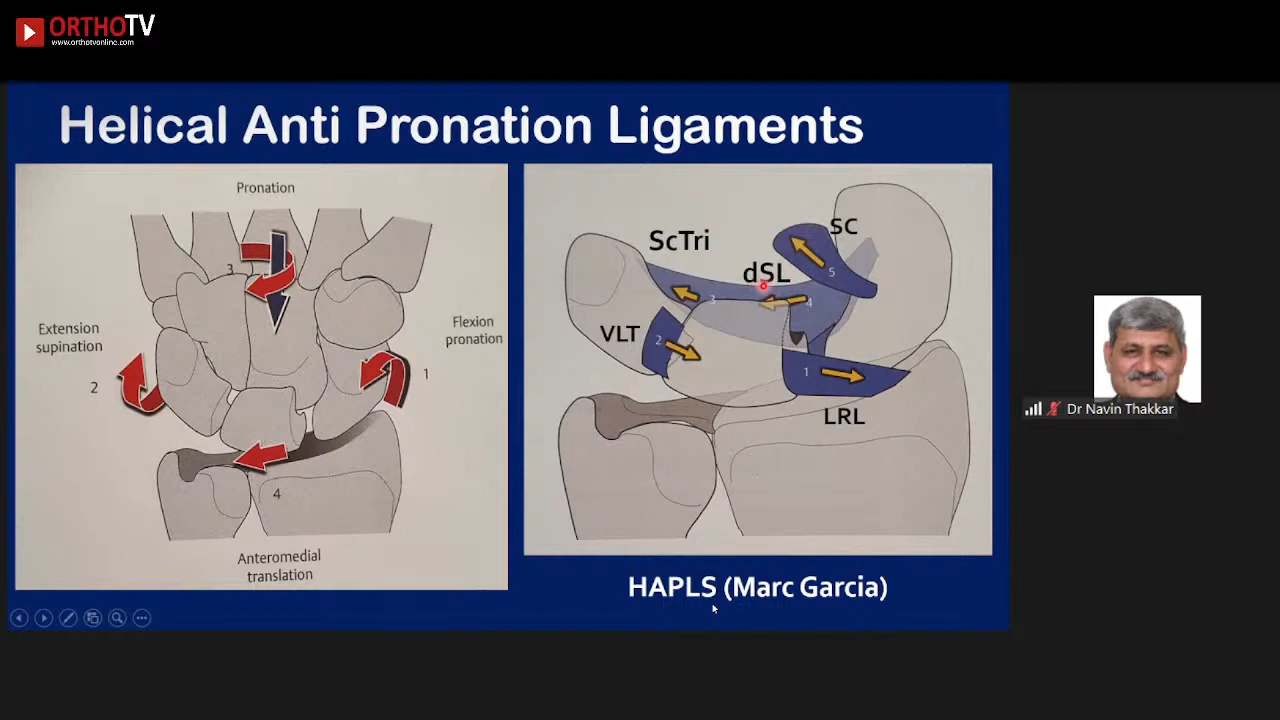 ORTHOTV
www.orthotvonline.com
Helical Anti Pronation Ligaments
Pronation
3
Extension
supination
2
Flexion
pronation
1
4
Anteromedial
translation
ScTri
SC
dSL
5
3
4
VLT
2
1
LRL
HAPLS (Marc Garcia)
Dr Navin Thakkar